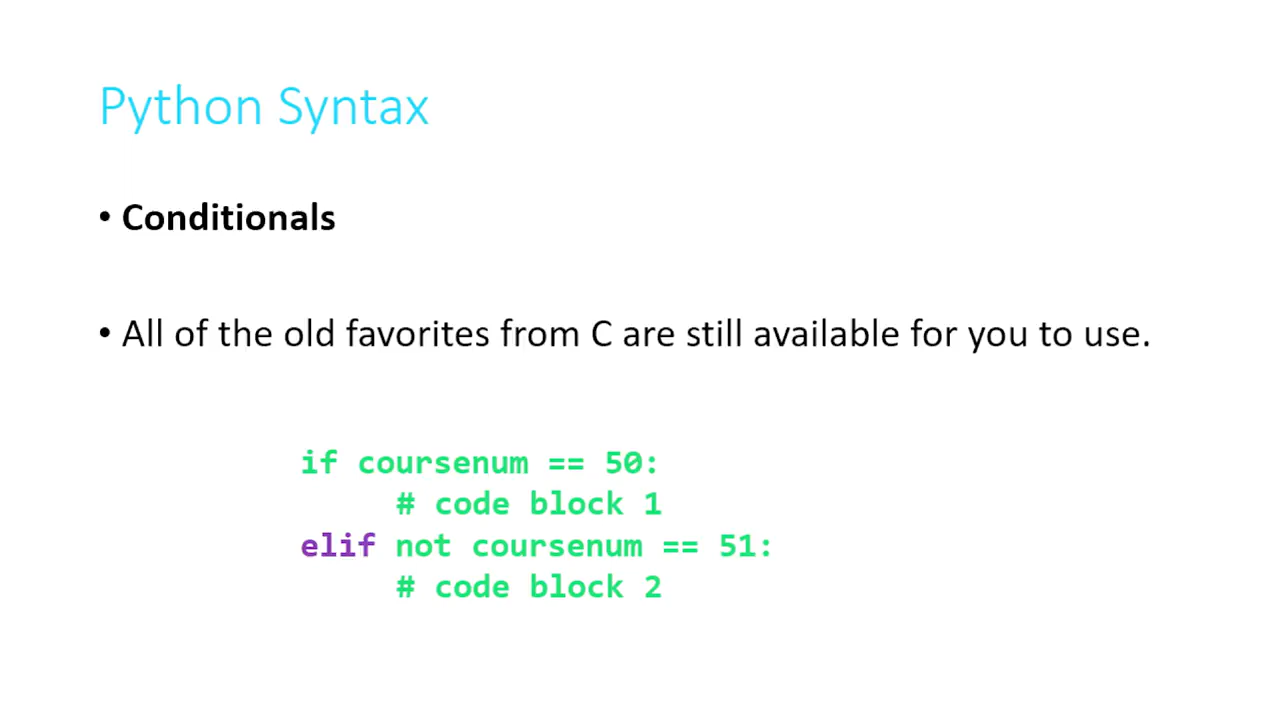 Python Syntax
• Conditionals
• All of the old favorites from C are still available for you to use.
if coursenum == 50:
     # code block 1
elif not coursenum == 51:
     # code block 2